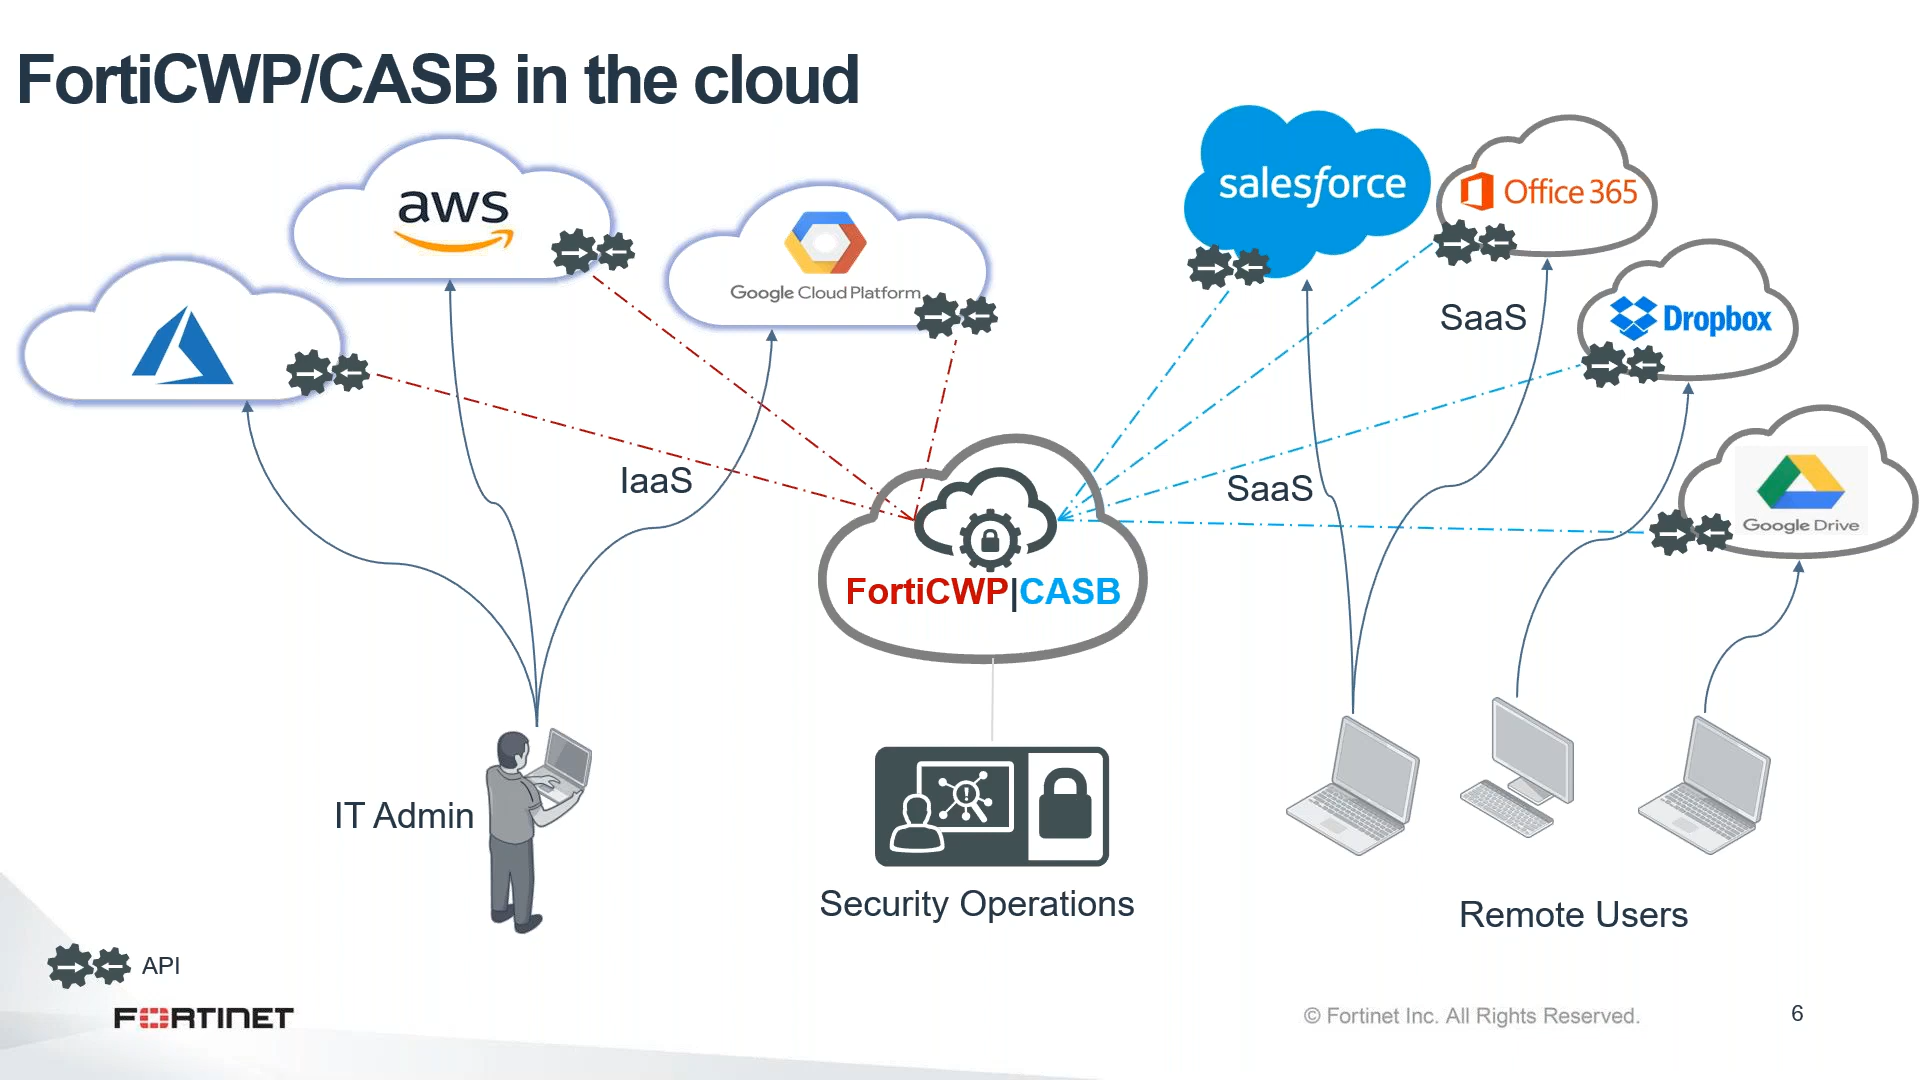 FortiCWP/CASB in the cloud
aws
Google Cloud Platform
salesforce
Office 365
Dropbox
Google Drive
SaaS
IaaS
SaaS
FortiCWP|CASB
IT Admin
Security Operations
Remote Users
API
FORTINET
© Fortinet Inc. All Rights Reserved.
6